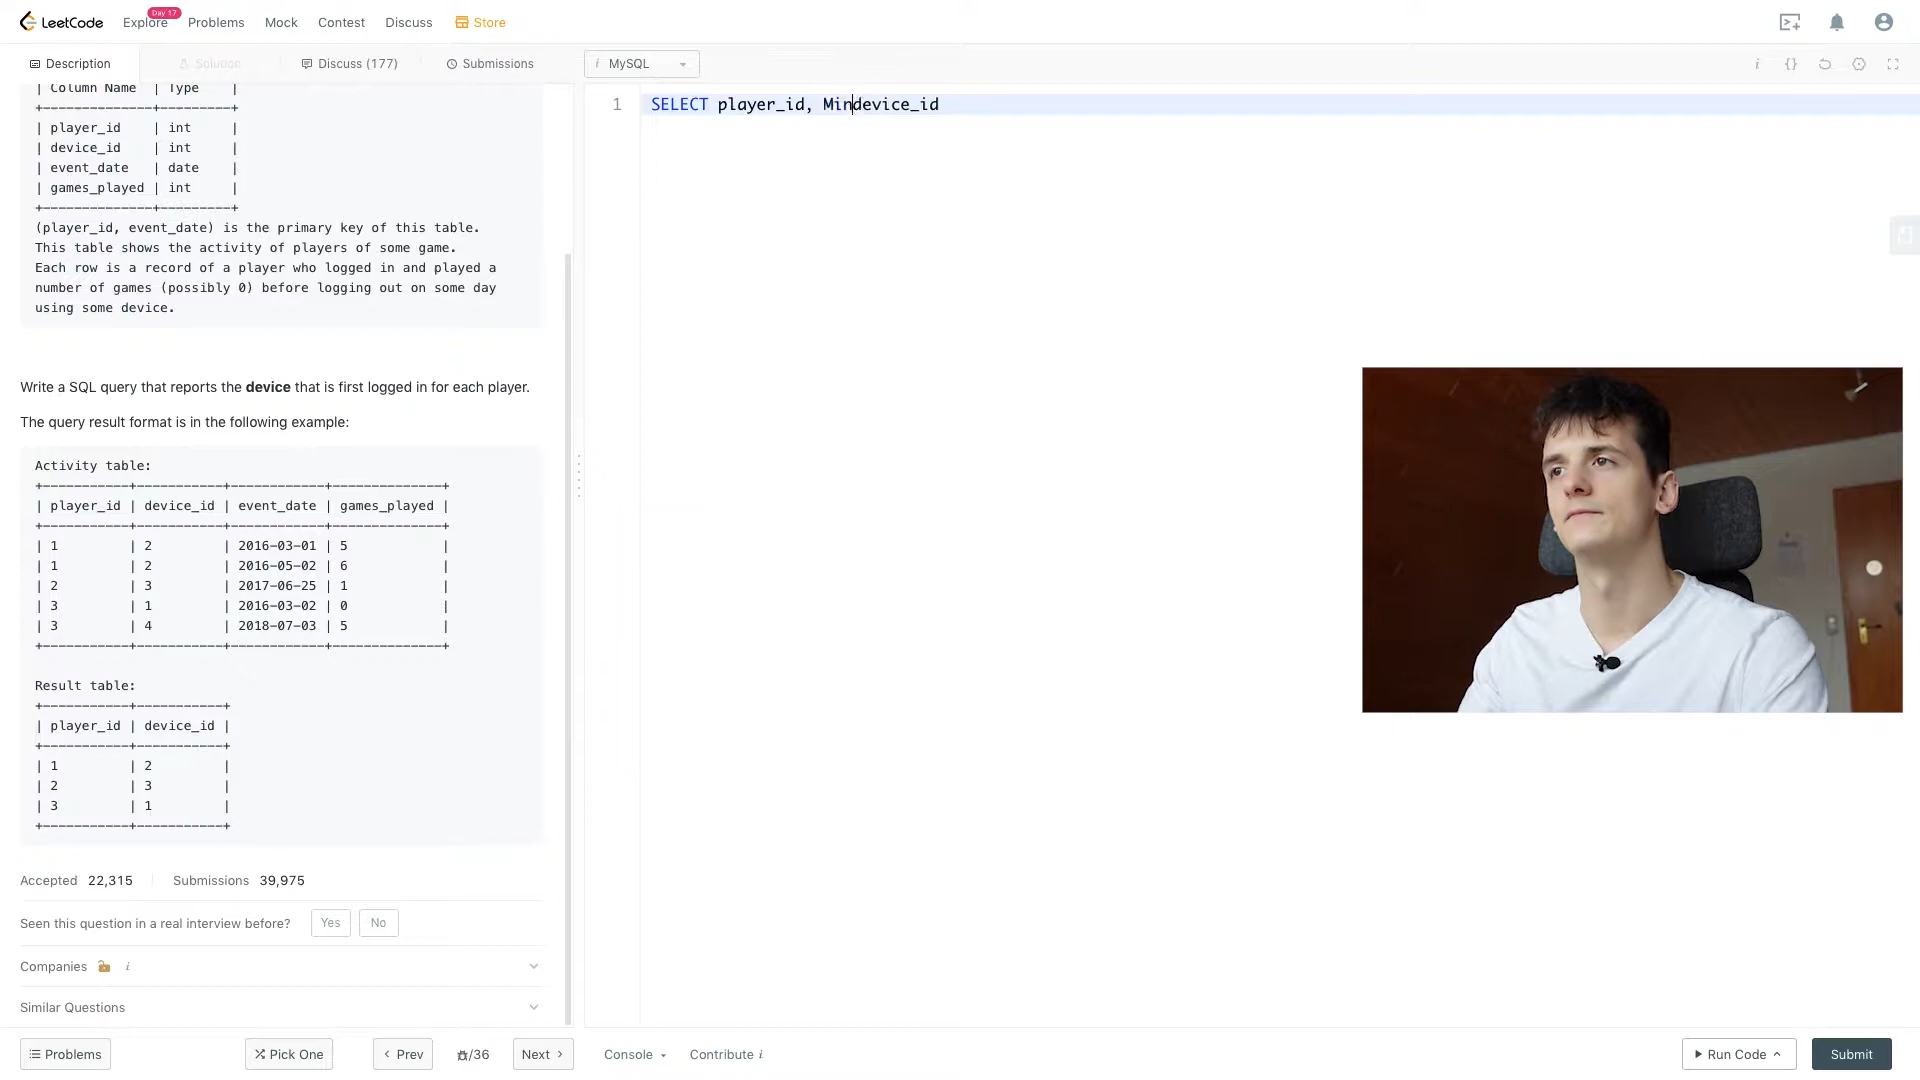 LeetCode
Explore
Day 17
Problems
Mock
Contest
Discuss
Store
Description
Solution
Discuss (177)
Submissions
i MySQL
i {}
| Column Name | Type |
+--------------+---------+
| player_id | int |
| device_id | int |
| event_date | date |
| games_played | int |
+--------------+---------+
(player_id, event_date) is the primary key of this table.
This table shows the activity of players of some game.
Each row is a record of a player who logged in and played a
number of games (possibly 0) before logging out on some day
using some device.
Write a SQL query that reports the device that is first logged in for each player.
The query result format is in the following example:
Activity table:
+-----------+-----------+------------+--------------+
| player_id | device_id | event_date | games_played |
+-----------+-----------+------------+--------------+
| 1 | 2 | 2016-03-01 | 5 |
| 1 | 2 | 2016-05-02 | 6 |
| 2 | 3 | 2017-06-25 | 1 |
| 3 | 1 | 2016-03-02 | 0 |
| 3 | 4 | 2018-07-03 | 5 |
+-----------+-----------+------------+--------------+
Result table:
+-----------+-----------+
| player_id | device_id |
+-----------+-----------+
| 1 | 2 |
| 2 | 3 |
| 3 | 1 |
+-----------+-----------+
Accepted 22,315 Submissions 39,975
Seen this question in a real interview before? Yes No
Companies i
Similar Questions
1 SELECT player_id, Mindevice_id
Problems
Pick One
Prev
/36
Next
Console
Contribute i
Run Code
Submit